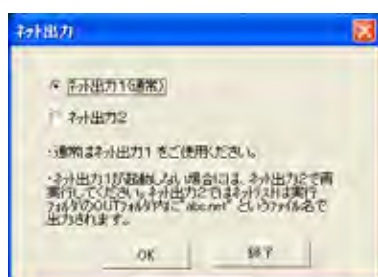 ネット出力
ネット出力1(通常)
ネット出力2
・通常はネット出力1 をご使用ください。
・ネット出力1が起動しない場合には、ネット出力2で再
実行してください。ネット出力2ではネットリストは実行
フォルダのOUTフォルダ内に"abc.net" というファイル名で
出力されます。
OK
終了